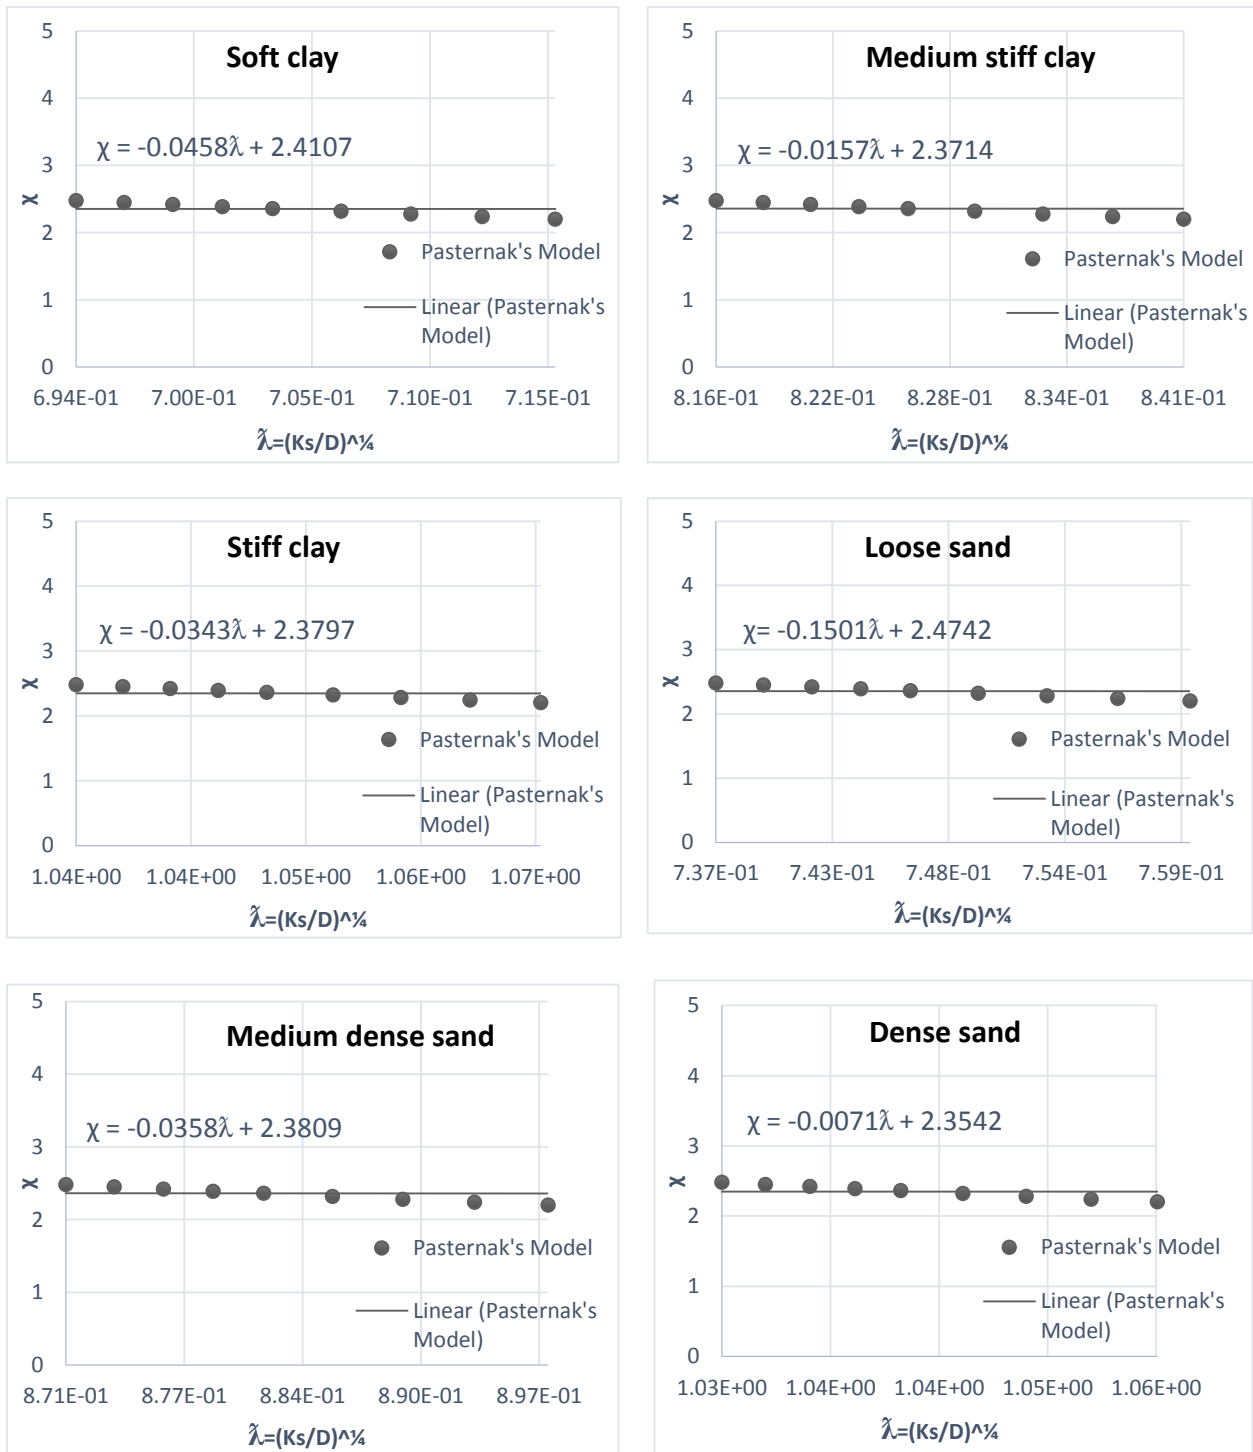 Soft clay
5
4
3
2
1
0
χ
χ = -0.0458λ̃ + 2.4107
Pasternak's Model
Linear (Pasternak's
Model)
6.94E-01 7.00E-01 7.05E-01 7.10E-01 7.15E-01
λ̃=(Ks/D)^¼
Medium stiff clay
5
4
3
2
1
0
χ
χ = -0.0157λ̃ + 2.3714
Pasternak's Model
Linear (Pasternak's
Model)
8.16E-01 8.22E-01 8.28E-01 8.34E-01 8.41E-01
λ̃=(Ks/D)^¼
Stiff clay
5
4
3
2
1
0
χ
χ = -0.0343λ̃ + 2.3797
Pasternak's Model
Linear (Pasternak's
Model)
1.04E+00 1.04E+00 1.05E+00 1.06E+00 1.07E+00
λ̃=(Ks/D)^¼
Loose sand
5
4
3
2
1
0
χ
χ= -0.1501λ̃ + 2.4742
Pasternak's Model
Linear (Pasternak's
Model)
7.37E-01 7.43E-01 7.48E-01 7.54E-01 7.59E-01
λ̃=(Ks/D)^¼
Medium dense sand
5
4
3
2
1
0
χ
χ = -0.0358λ̃ + 2.3809
Pasternak's Model
Linear (Pasternak's
Model)
8.71E-01 8.77E-01 8.84E-01 8.90E-01 8.97E-01
λ̃=(Ks/D)^¼
Dense sand
5
4
3
2
1
0
χ
χ = -0.0071λ̃ + 2.3542
Pasternak's Model
Linear (Pasternak's
Model)
1.03E+00 1.04E+00 1.04E+00 1.05E+00 1.06E+00
λ̃=(Ks/D)^¼